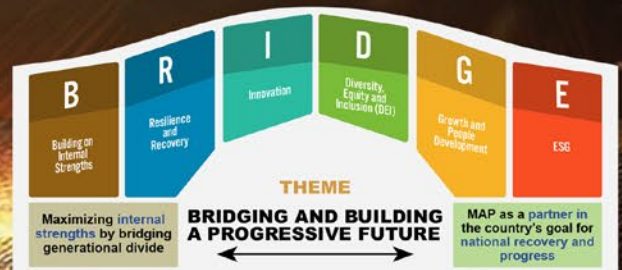 B
Building on
Internal
Strengths
R
Resilience
and
Recovery
I
Innovation
D
Diversity,
Equity and
Inclusion (DEI)
G
Growth and
People
Development
E
ESG
THEME
BRIDGING AND BUILDING
A PROGRESSIVE FUTURE
Maximizing internal
strengths by bridging
generational divide
MAP as a partner in
the country's goal for
national recovery and
progress